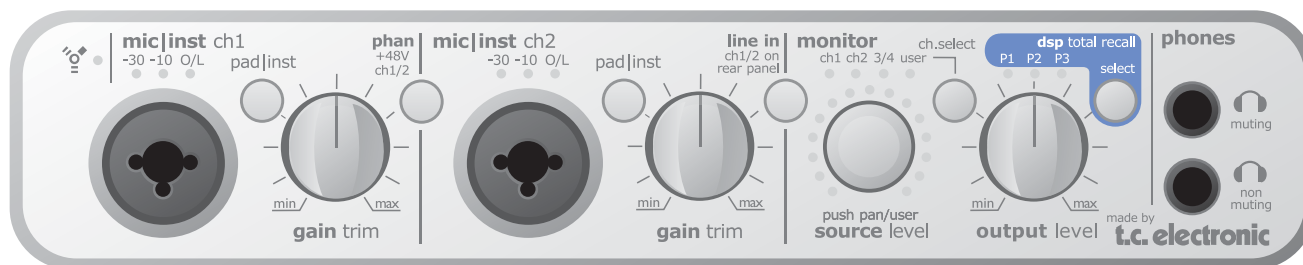 mic|inst ch1
-30 -10 O/L
pad|inst
phan
+48V
ch1/2
min
max
gain trim
mic|inst ch2
-30 -10 O/L
pad|inst
line in
ch1/2 on
rear panel
min
max
gain trim
monitor
ch.select
ch1 ch2 3/4 user
push pan/user
source level
dsp total recall
P1 P2 P3
select
min
max
output level
phones
muting
non
muting
made by
t.c. electronic